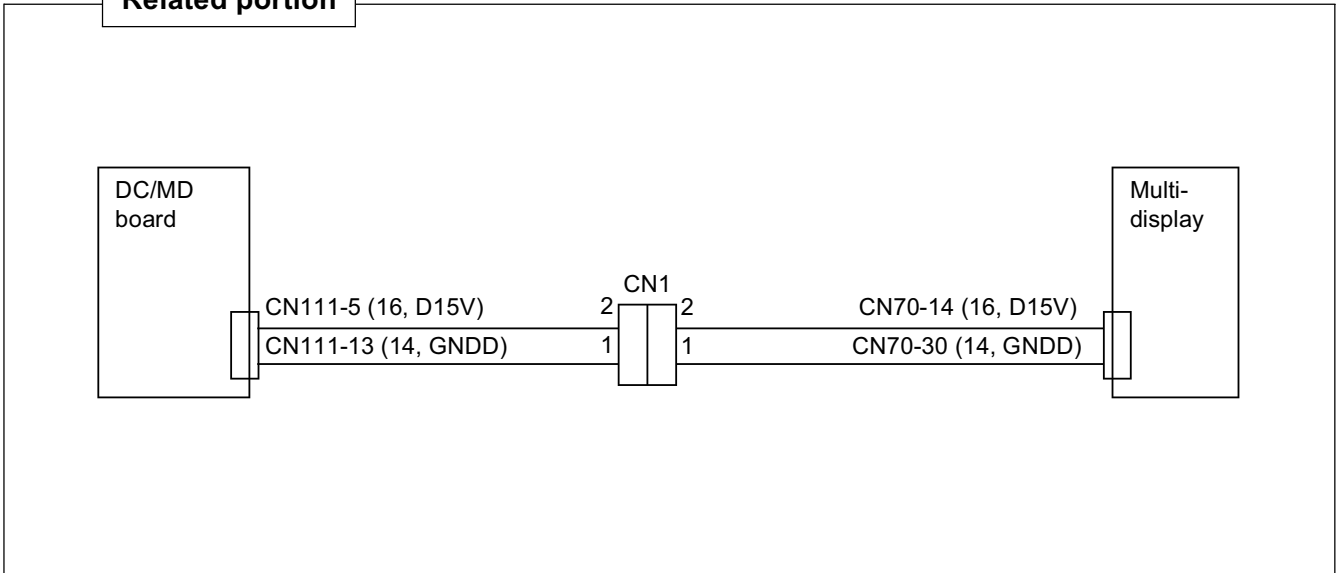 Related portion
DC/MD
board
Multi-
display
CN1
CN111-5 (16, D15V)
2
2
CN70-14 (16, D15V)
CN111-13 (14, GNDD)
1
1
CN70-30 (14, GNDD)